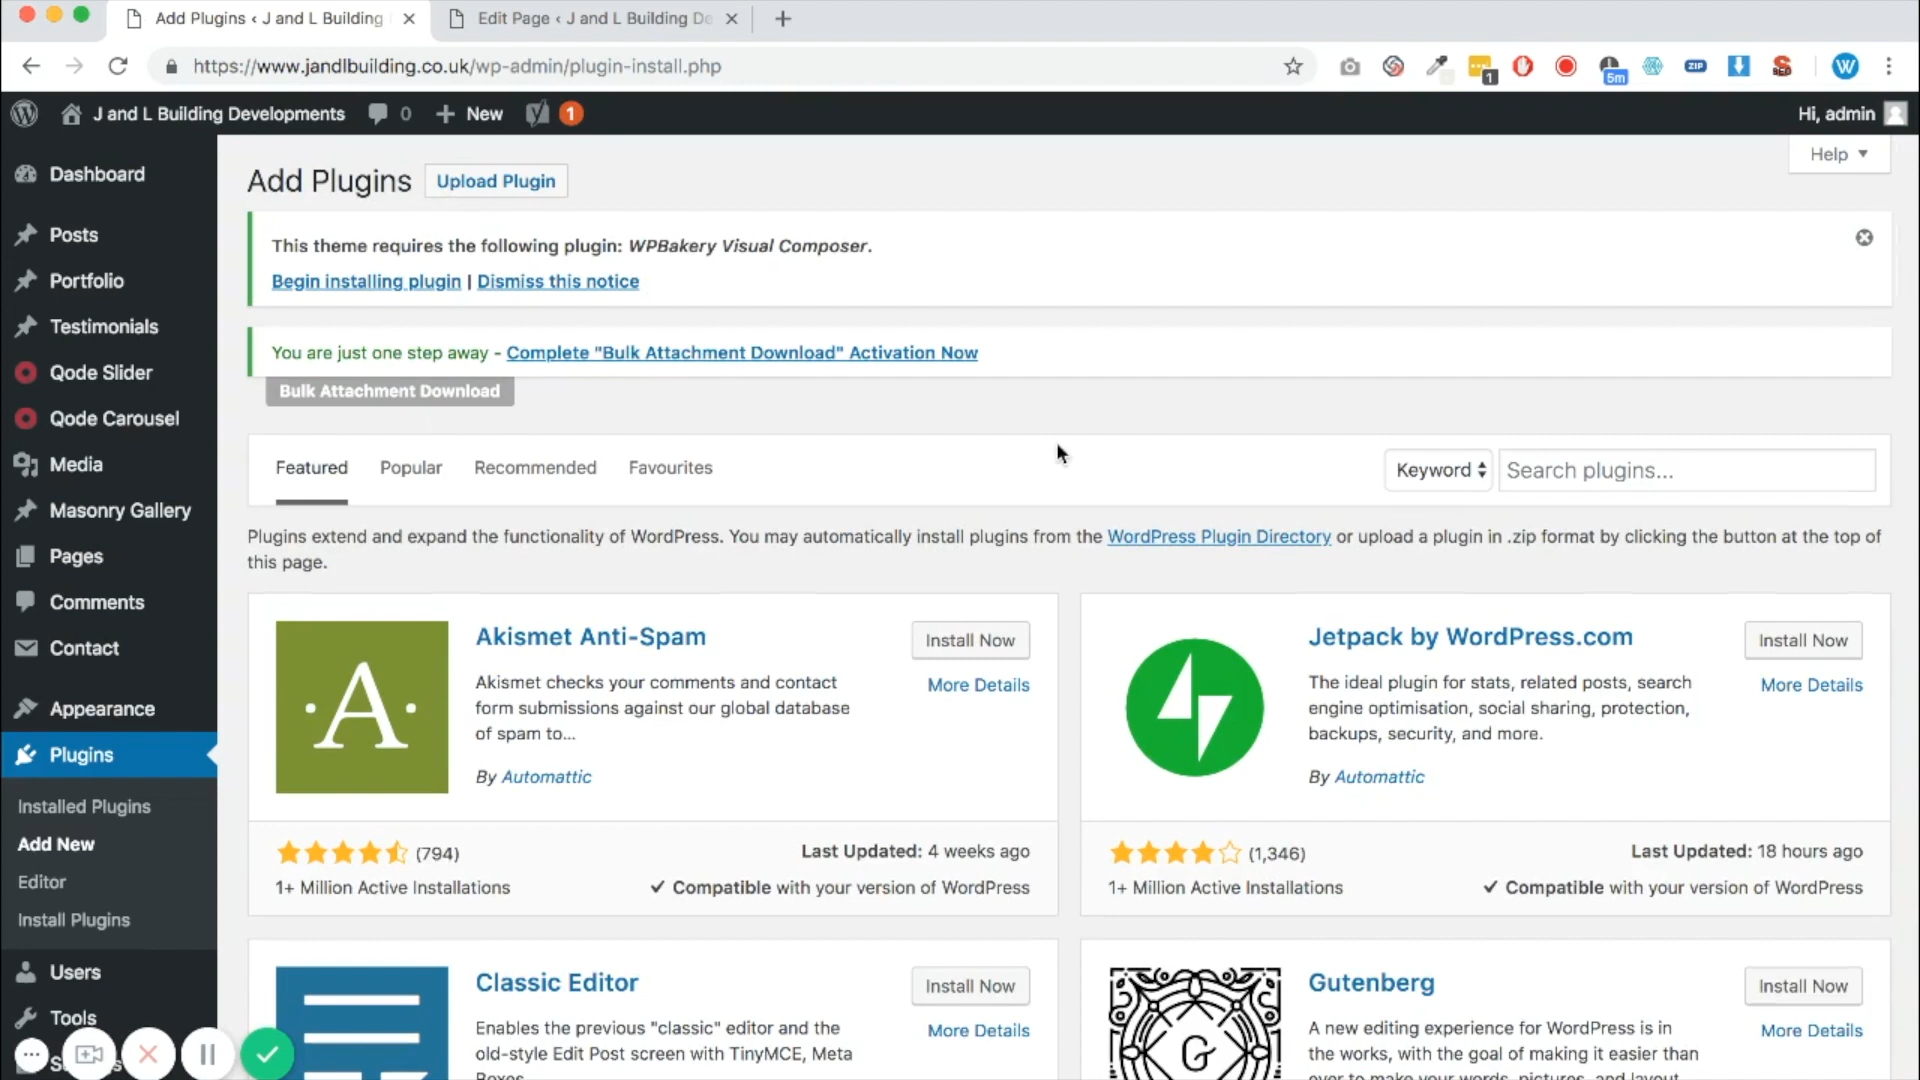 Add Plugins ‹ J and L Building
Edit Page ‹ J and L Building De
https://www.jandlbuilding.co.uk/wp-admin/plugin-install.php
1
5m
ZIP
SEO
W
J and L Building Developments
0
New
1
Hi, admin
Help
Dashboard
Posts
Portfolio
Testimonials
Qode Slider
Qode Carousel
Media
Masonry Gallery
Pages
Comments
Contact
Appearance
Plugins
Installed Plugins
Add New
Editor
Install Plugins
Users
Tools
Add Plugins
Upload Plugin
This theme requires the following plugin: WPBakery Visual Composer.
Begin installing plugin | Dismiss this notice
You are just one step away - Complete "Bulk Attachment Download" Activation Now
Bulk Attachment Download
Featured Popular Recommended Favourites
Keyword
Search plugins...
Plugins extend and expand the functionality of WordPress. You may automatically install plugins from the WordPress Plugin Directory or upload a plugin in .zip format by clicking the button at the top of
this page.
A
Akismet Anti-Spam
Install Now
More Details
Akismet checks your comments and contact
form submissions against our global database
of spam to...
By Automattic
(794)
Last Updated: 4 weeks ago
1+ Million Active Installations
Compatible with your version of WordPress
Jetpack by WordPress.com
Install Now
More Details
The ideal plugin for stats, related posts, search
engine optimisation, social sharing, protection,
backups, security, and more.
By Automattic
(1,346)
Last Updated: 18 hours ago
1+ Million Active Installations
Compatible with your version of WordPress
Classic Editor
Install Now
More Details
Enables the previous "classic" editor and the
old-style Edit Post screen with TinyMCE, Meta
Boxes
G
Gutenberg
Install Now
More Details
A new editing experience for WordPress is in
the works, with the goal of making it easier than
ever to make your words, pictures, and layout